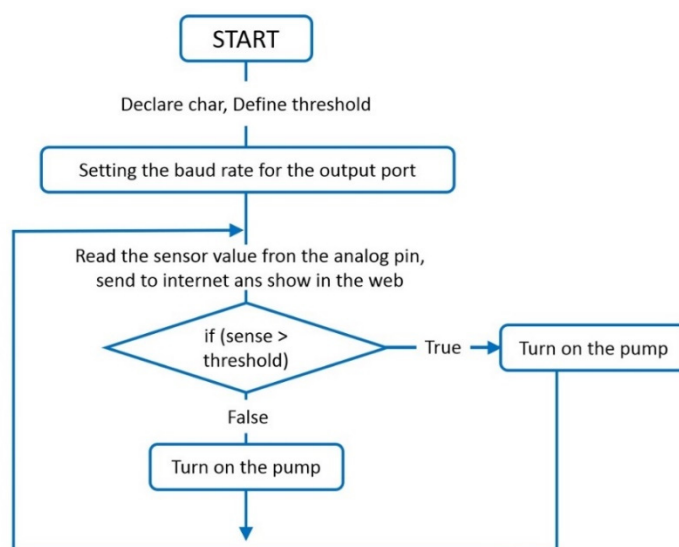 START
Declare char, Define threshold
Setting the baud rate for the output port
Read the sensor value fron the analog pin,
send to internet ans show in the web
if (sense >
threshold)
True
Turn on the pump
False
Turn on the pump